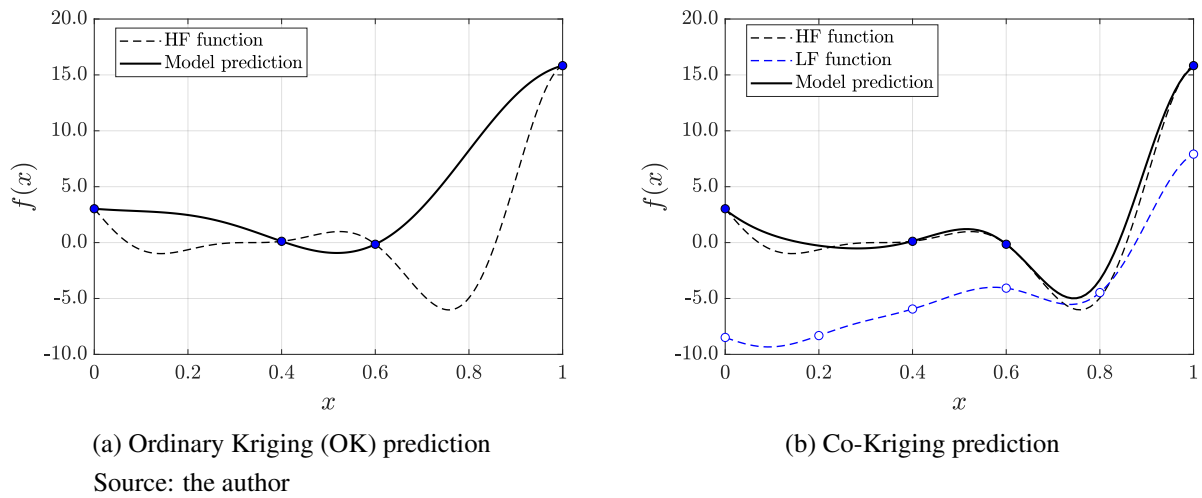 20.0
15.0
10.0
5.0
0.0
-5.0
-10.0
f(x)
HF function
Model prediction
0 0.2 0.4 0.6 0.8 1
x
20.0
15.0
10.0
5.0
0.0
-5.0
-10.0
f(x)
HF function
LF function
Model prediction
0 0.2 0.4 0.6 0.8 1
x
(a) Ordinary Kriging (OK) prediction
(b) Co-Kriging prediction
Source: the author